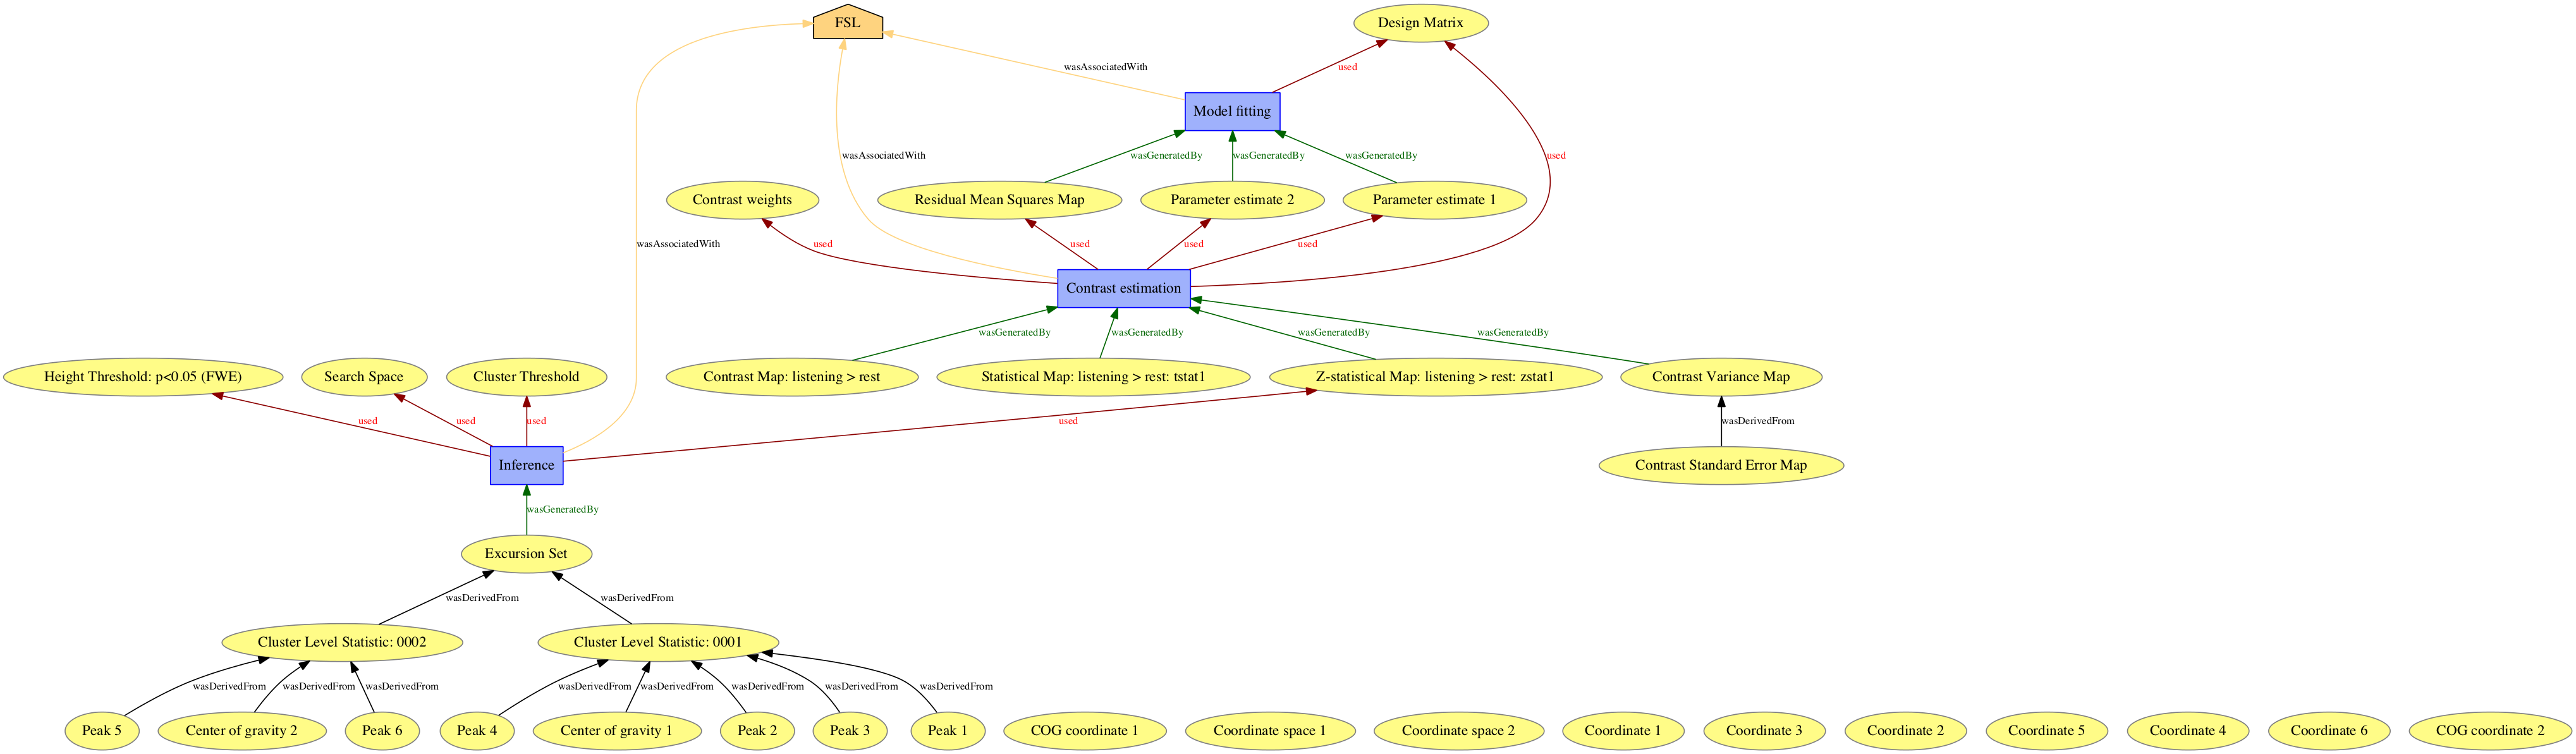 FSL
Design Matrix
wasAssociatedWith
used
Model fitting
wasAssociatedWith
wasGeneratedBy
wasGeneratedBy
wasGeneratedBy
used
Contrast weights
Residual Mean Squares Map
Parameter estimate 2
Parameter estimate 1
wasAssociatedWith
used
used
used
used
Contrast estimation
wasGeneratedBy
wasGeneratedBy
wasGeneratedBy
wasGeneratedBy
Height Threshold: p<0.05 (FWE)
Search Space
Cluster Threshold
Contrast Map: listening > rest
Statistical Map: listening > rest: tstat1
Z-statistical Map: listening > rest: zstat1
Contrast Variance Map
used
used
used
used
wasDerivedFrom
Inference
Contrast Standard Error Map
wasGeneratedBy
Excursion Set
wasDerivedFrom
wasDerivedFrom
Cluster Level Statistic: 0002
Cluster Level Statistic: 0001
wasDerivedFrom
wasDerivedFrom
wasDerivedFrom
wasDerivedFrom
wasDerivedFrom
wasDerivedFrom
wasDerivedFrom
wasDerivedFrom
Peak 5
Center of gravity 2
Peak 6
Peak 4
Center of gravity 1
Peak 2
Peak 3
Peak 1
COG coordinate 1
Coordinate space 1
Coordinate space 2
Coordinate 1
Coordinate 3
Coordinate 2
Coordinate 5
Coordinate 4
Coordinate 6
COG coordinate 2